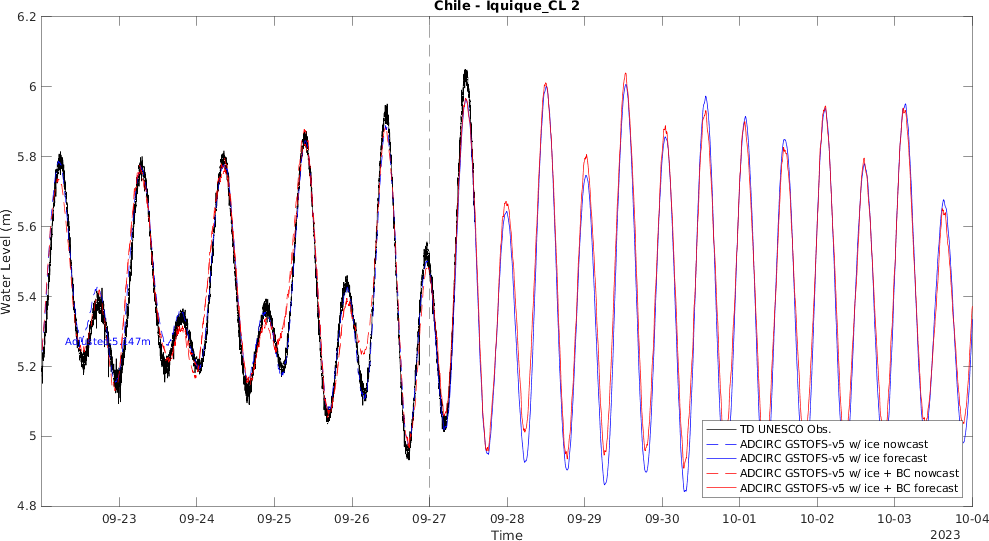 Chile - Iquique_CL 2
6.2
6
5.8
5.6
5.4
5.2
5
4.8
Water Level (m)
TD UNESCO Obs.
ADCIRC GSTOFS-v5 w/ ice nowcast
ADCIRC GSTOFS-v5 w/ ice forecast
ADCIRC GSTOFS-v5 w/ ice + BC nowcast
ADCIRC GSTOFS-v5 w/ ice + BC forecast
09-23
09-24
09-25
09-26
09-27
09-28
09-29
09-30
10-01
10-02
10-03
10-04
Time
2023